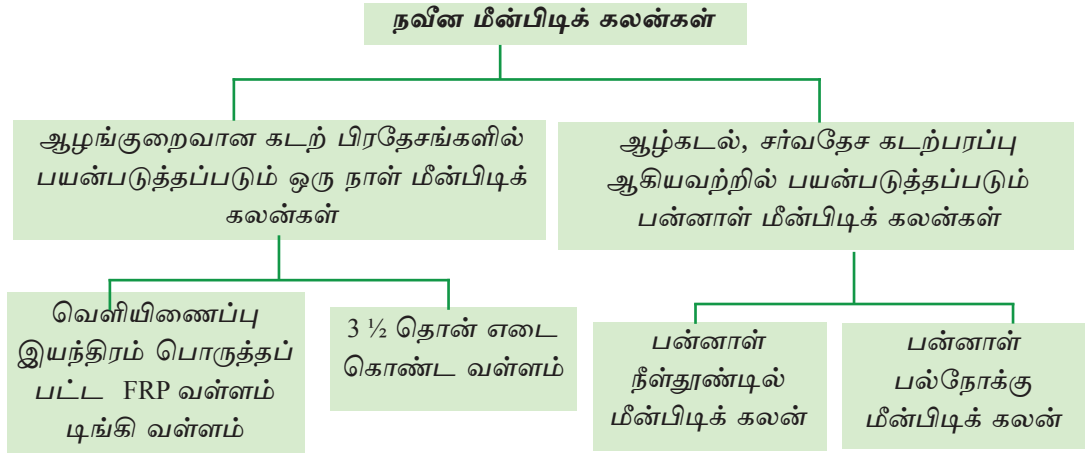 நவீன மீன்பிடிக் கலன்கள்
ஆழங்குறைவான கடற் பிரதேசங்களில்
பயன்படுத்தப்படும் ஒரு நாள் மீன்பிடிக்
கலன்கள்
ஆழ்கடல், சர்வதேச கடற்பரப்பு
ஆகியவற்றில் பயன்படுத்தப்படும்
பன்னாள் மீன்பிடிக் கலன்கள்
வெளியிணைப்பு
இயந்திரம் பொருத்தப்
பட்ட FRP வள்ளம்
டிங்கி வள்ளம்
3 ½ தொன் எடை
கொண்ட வள்ளம்
பன்னாள்
நீள்தூண்டில்
மீன்பிடிக் கலன்
பன்னாள்
பல்நோக்கு
மீன்பிடிக் கலன்